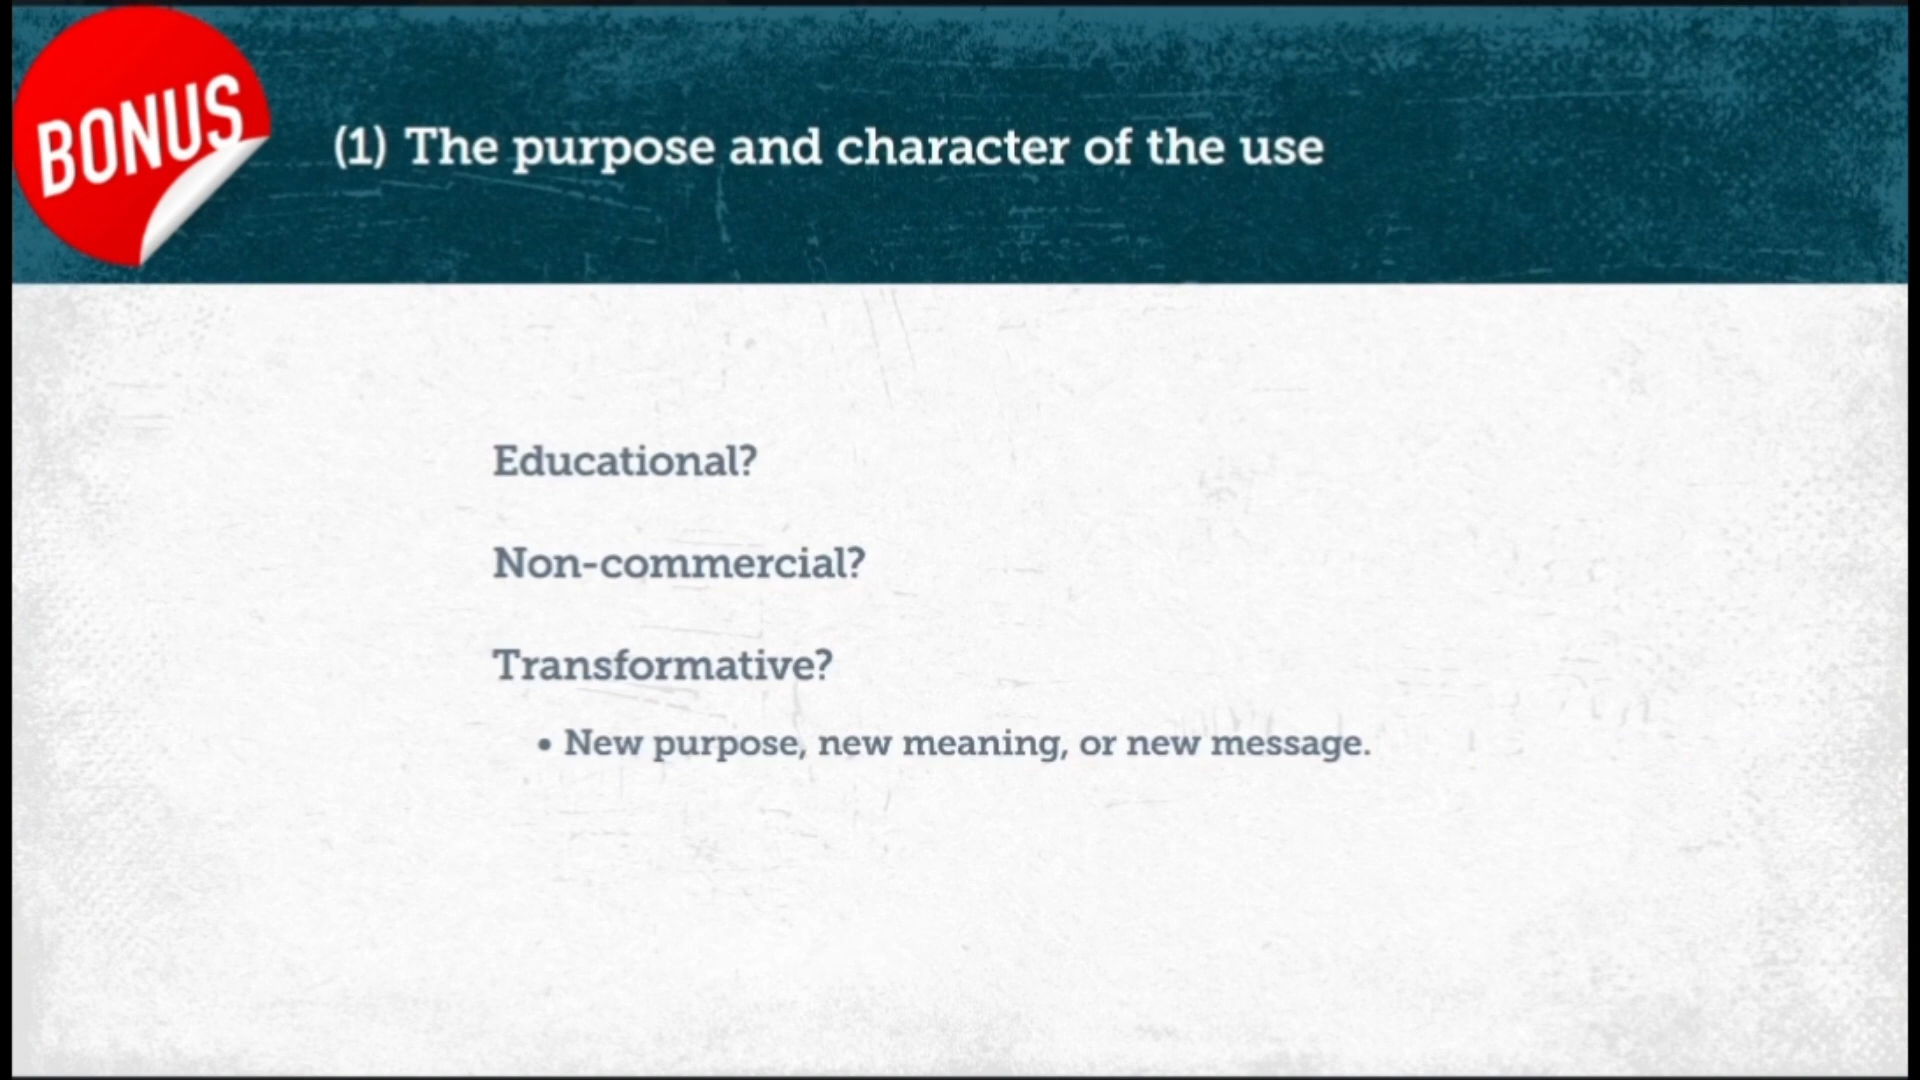 BONUS
(1) The purpose and character of the use
Educational?
Non-commercial?
Transformative?
• New purpose, new meaning, or new message.